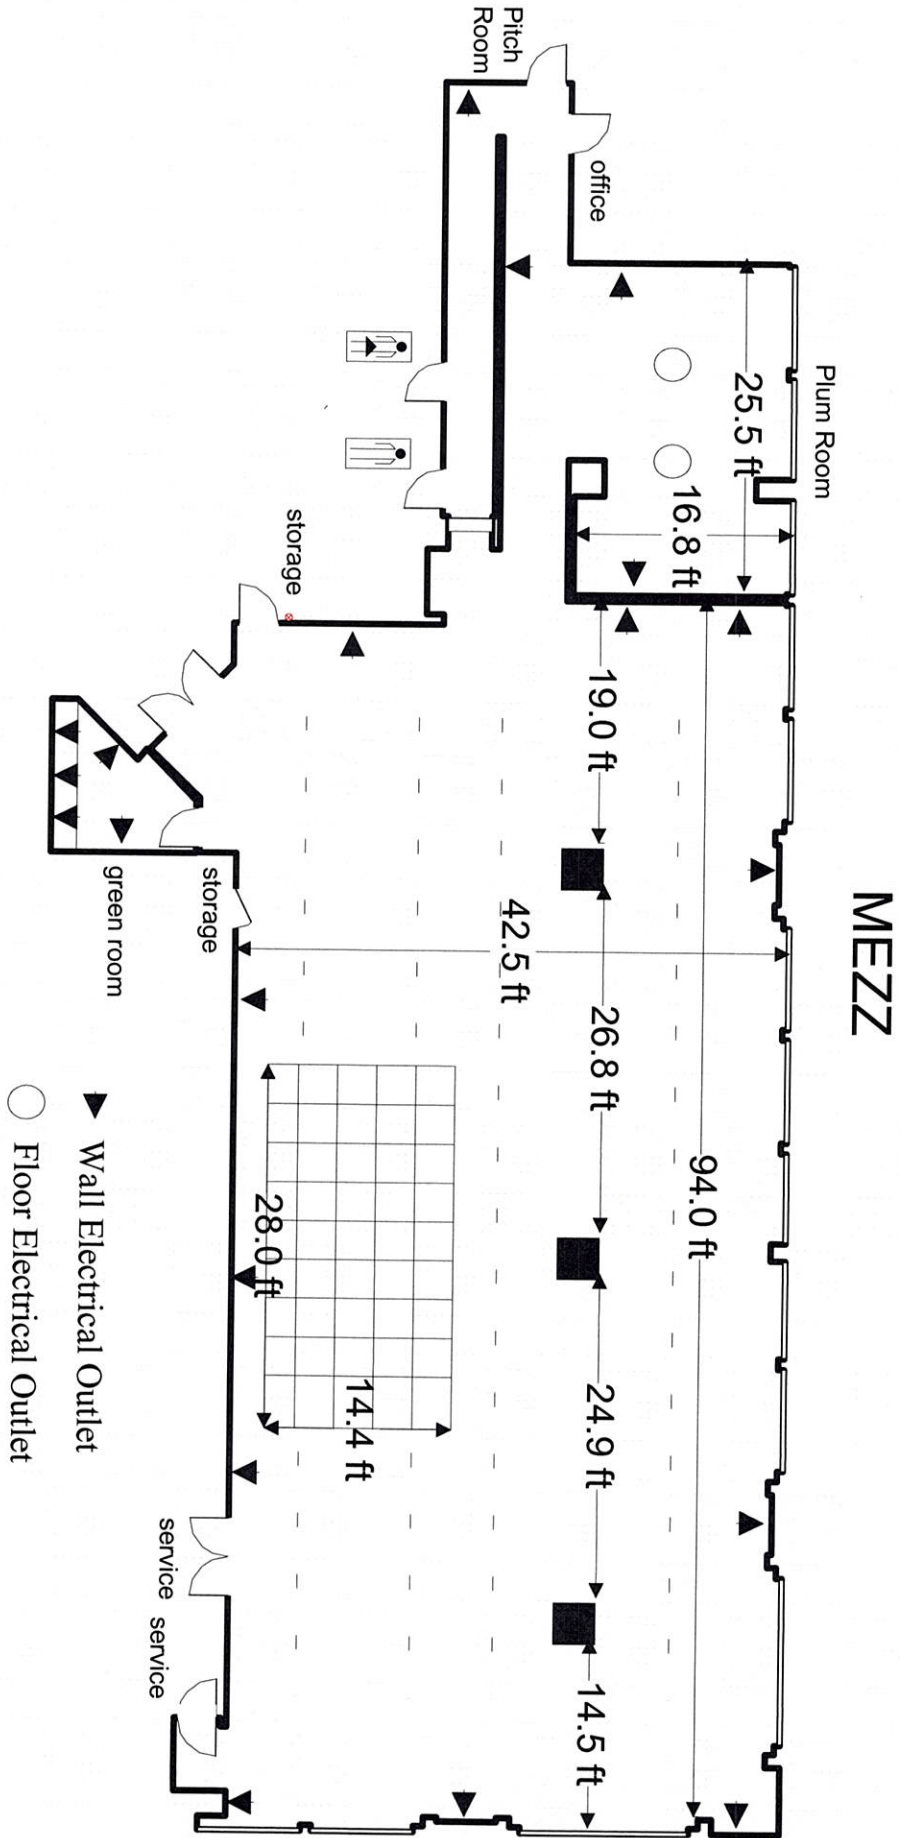 MEZZ
Plum Room
Pitch
Room
office
25.5 ft
16.8 ft
storage
19.0 ft
94.0 ft
42.5 ft
26.8 ft
24.9 ft
14.5 ft
28.0 ft
14.4 ft
storage
green room
service
service
Wall Electrical Outlet
Floor Electrical Outlet